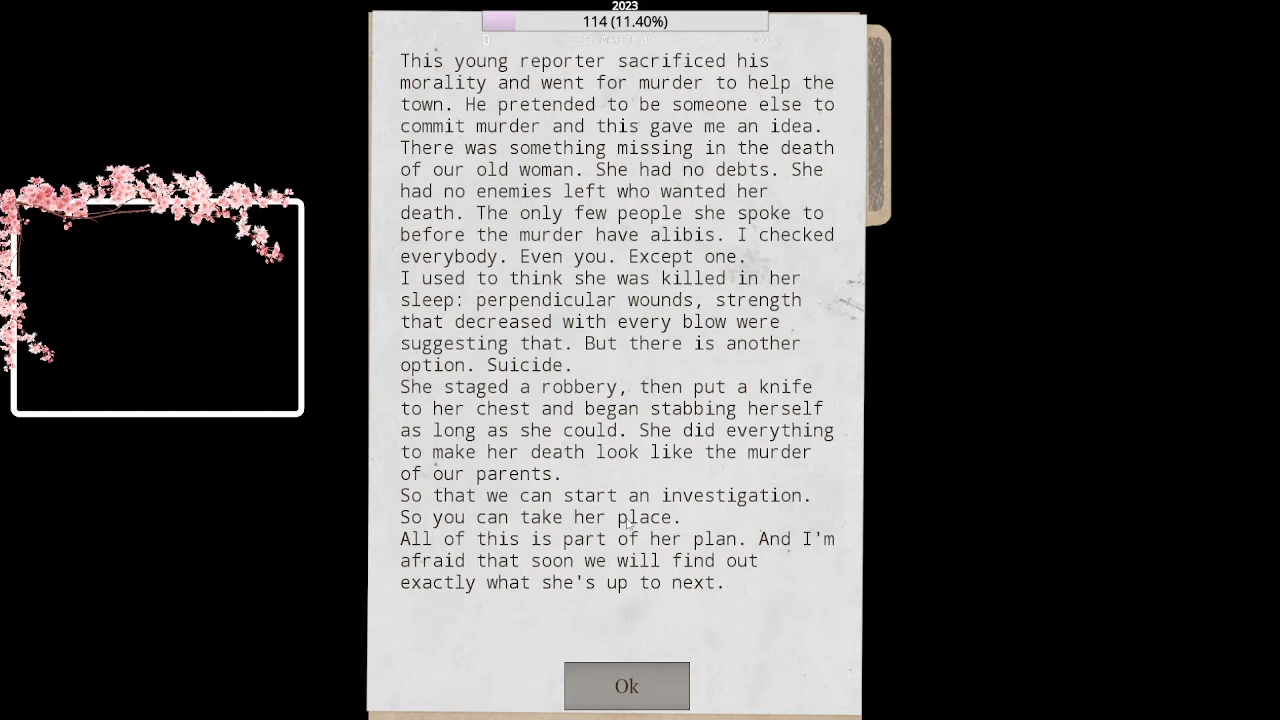 2023
114 (11.40%)
0
This young reporter sacrificed his
morality and went for murder to help the
town. He pretended to be someone else to
commit murder and this gave me an idea.
There was something missing in the death
of our old woman. She had no debts. She
had no enemies left who wanted her
death. The only few people she spoke to
before the murder have alibis. I checked
everybody. Even you. Except one.
I used to think she was killed in her
sleep: perpendicular wounds, strength
that decreased with every blow were
suggesting that. But there is another
option. Suicide.
She staged a robbery, then put a knife
to her chest and began stabbing herself
as long as she could. She did everything
to make her death look like the murder
of our parents.
So that we can start an investigation.
So you can take her place.
All of this is part of her plan. And I'm
afraid that soon we will find out
exactly what she's up to next.
Ok